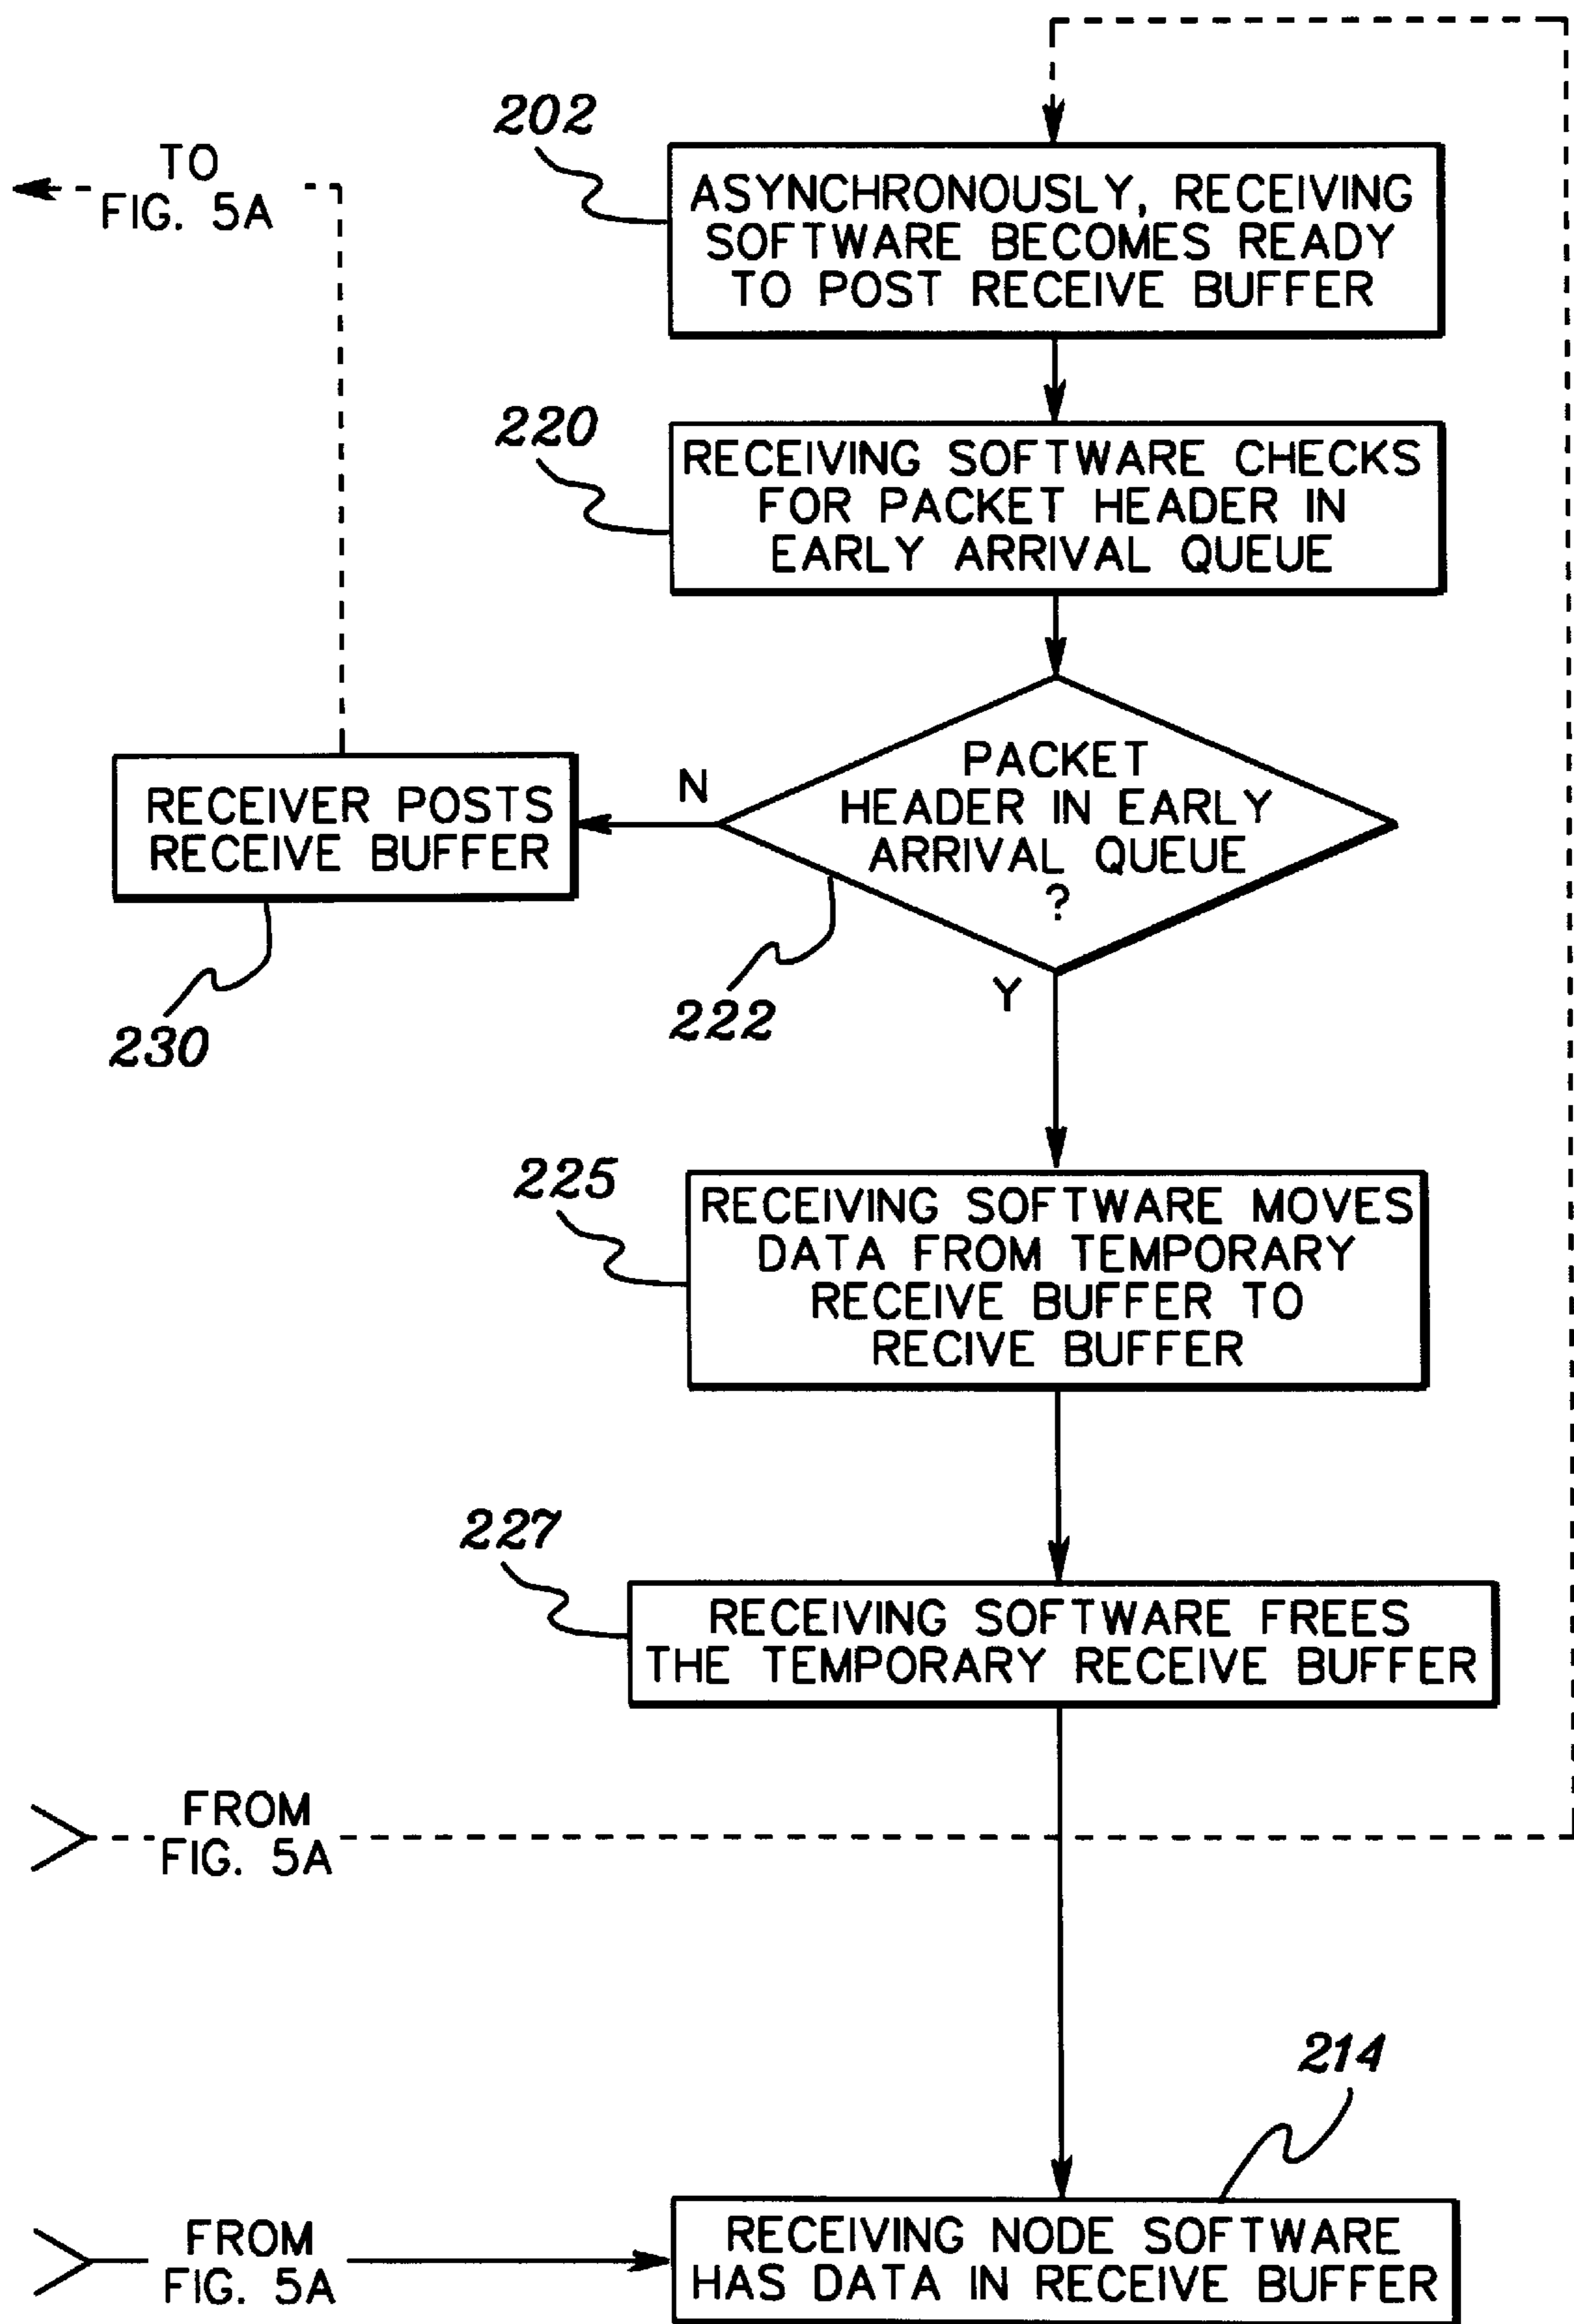 202
TO
FIG. 5A
ASYNCHRONOUSLY, RECEIVING
SOFTWARE BECOMES READY
TO POST RECEIVE BUFFER
220
RECEIVING SOFTWARE CHECKS
FOR PACKET HEADER IN
EARLY ARRIVAL QUEUE
PACKET
HEADER IN EARLY
ARRIVAL QUEUE
?
N
RECEIVER POSTS
RECEIVE BUFFER
230
222
Y
225
RECEIVING SOFTWARE MOVES
DATA FROM TEMPORARY
RECEIVE BUFFER TO
RECIVE BUFFER
227
RECEIVING SOFTWARE FREES
THE TEMPORARY RECEIVE BUFFER
FROM
FIG. 5A
214
FROM
FIG. 5A
RECEIVING NODE SOFTWARE
HAS DATA IN RECEIVE BUFFER